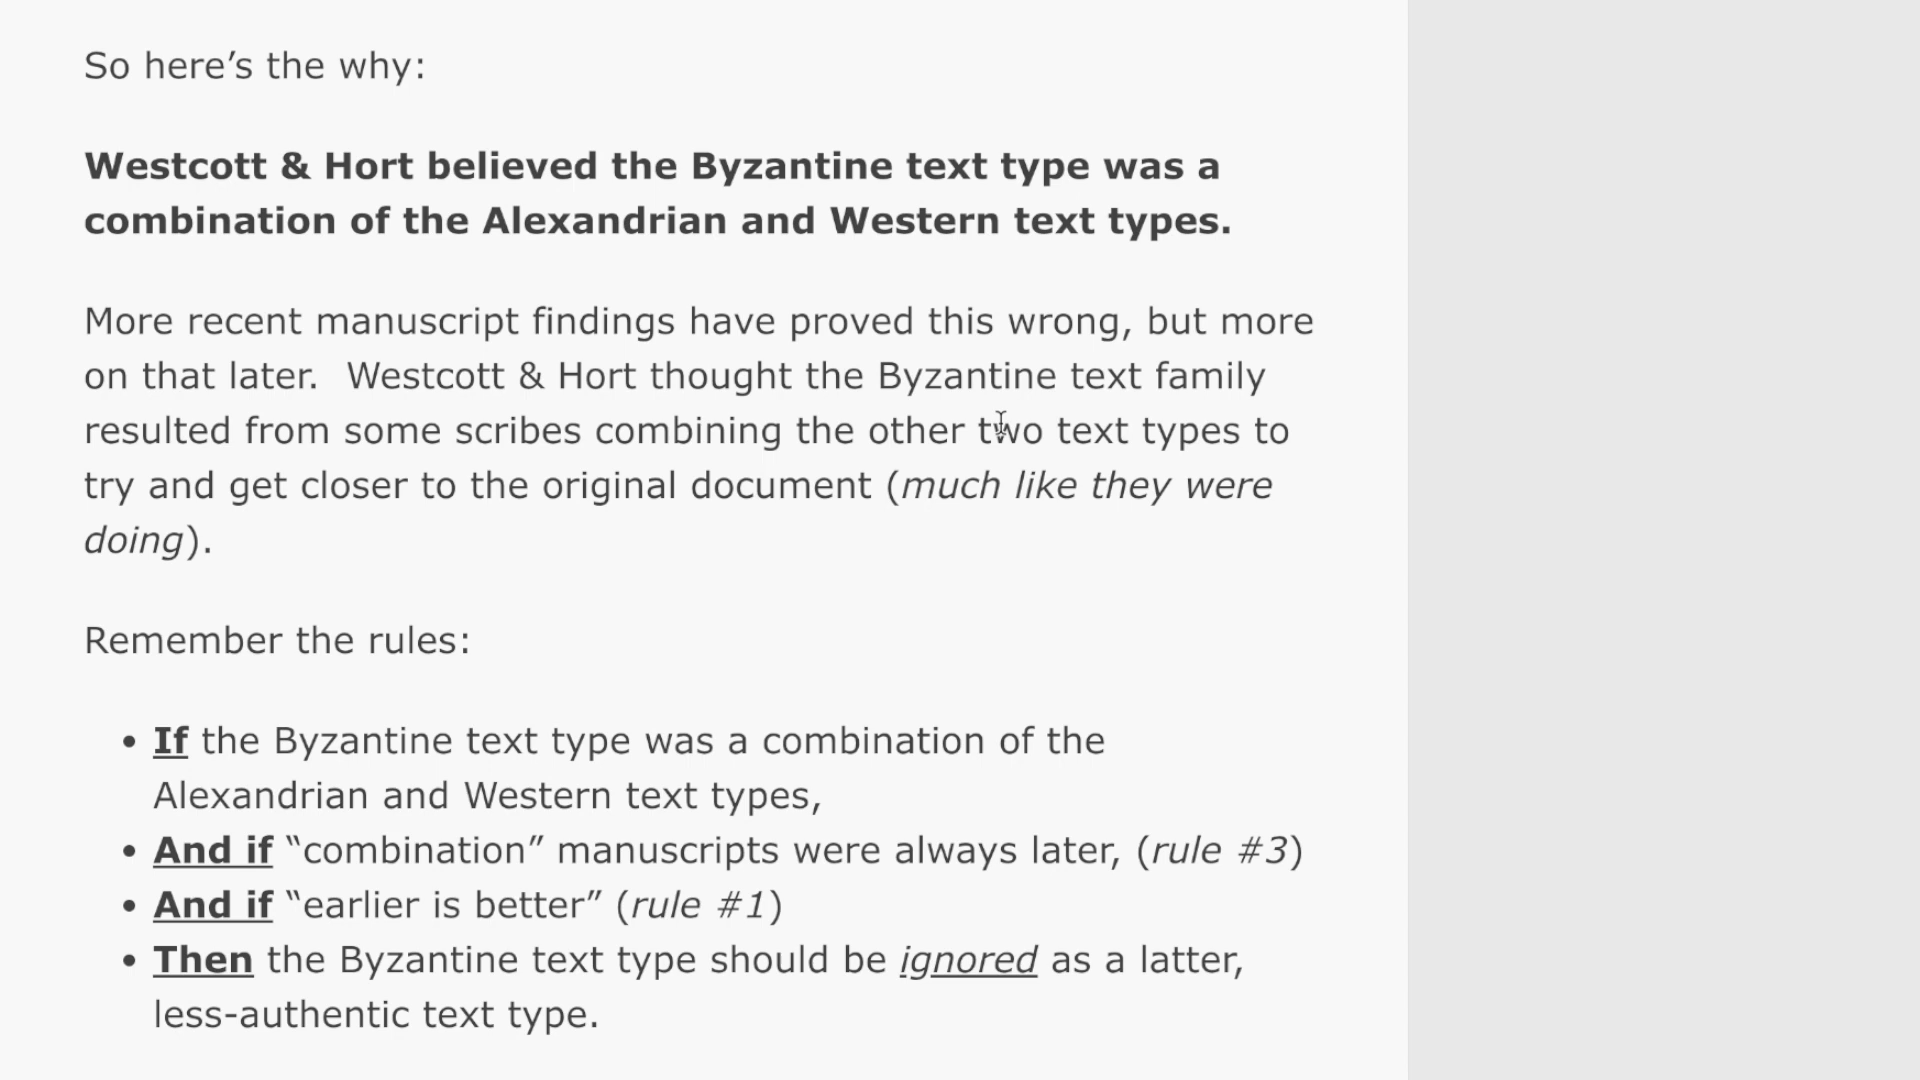 So here’s the why:
Westcott & Hort believed the Byzantine text type was a
combination of the Alexandrian and Western text types.
More recent manuscript findings have proved this wrong, but more
on that later.  Westcott & Hort thought the Byzantine text family
resulted from some scribes combining the other two text types to
try and get closer to the original document (much like they were
doing).
Remember the rules:
• If the Byzantine text type was a combination of the
Alexandrian and Western text types,
• And if “combination” manuscripts were always later, (rule #3)
• And if “earlier is better” (rule #1)
• Then the Byzantine text type should be ignored as a latter,
less-authentic text type.